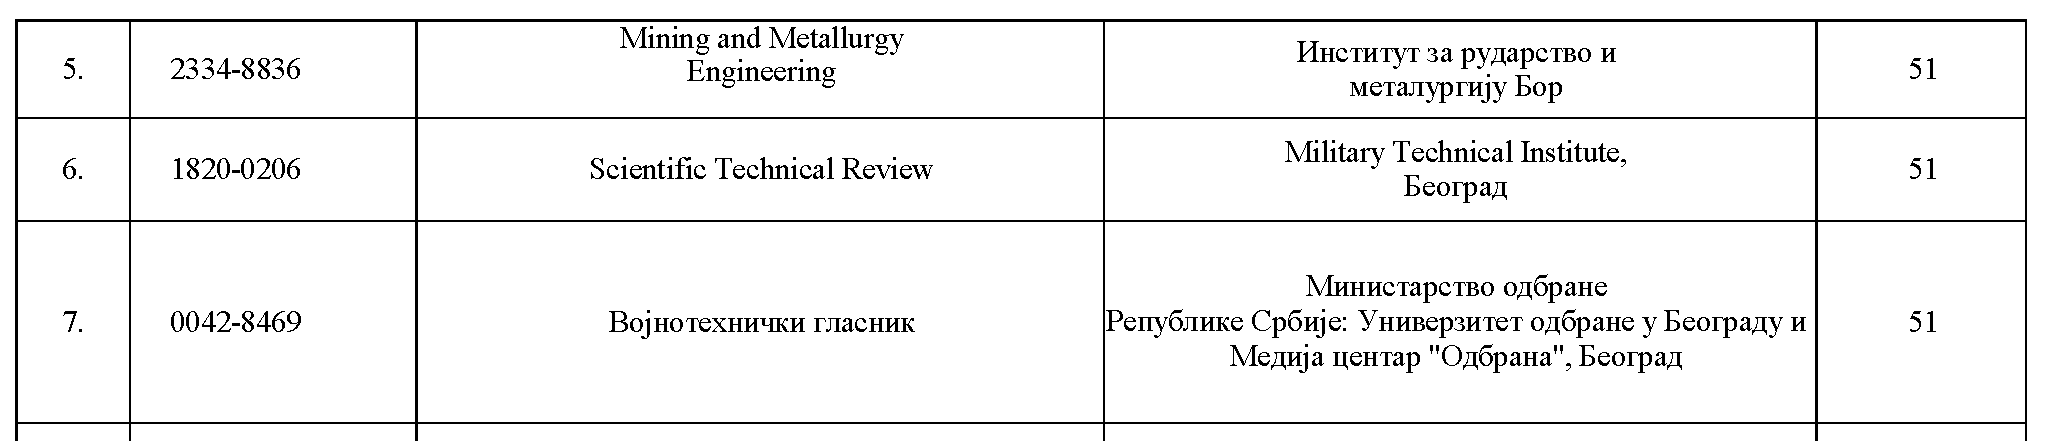 5. 2334-8836 Mining and Metallurgy
Engineering Институт за рударство и
металургију Бор 51
6. 1820-0206 Scientific Technical Review Military Technical Institute,
Београд 51
7. 0042-8469 Војнотехнички гласник Министарство одбране
Републике Србије: Универзитет одбране у Београду и
Медија центар "Одбрана", Београд 51